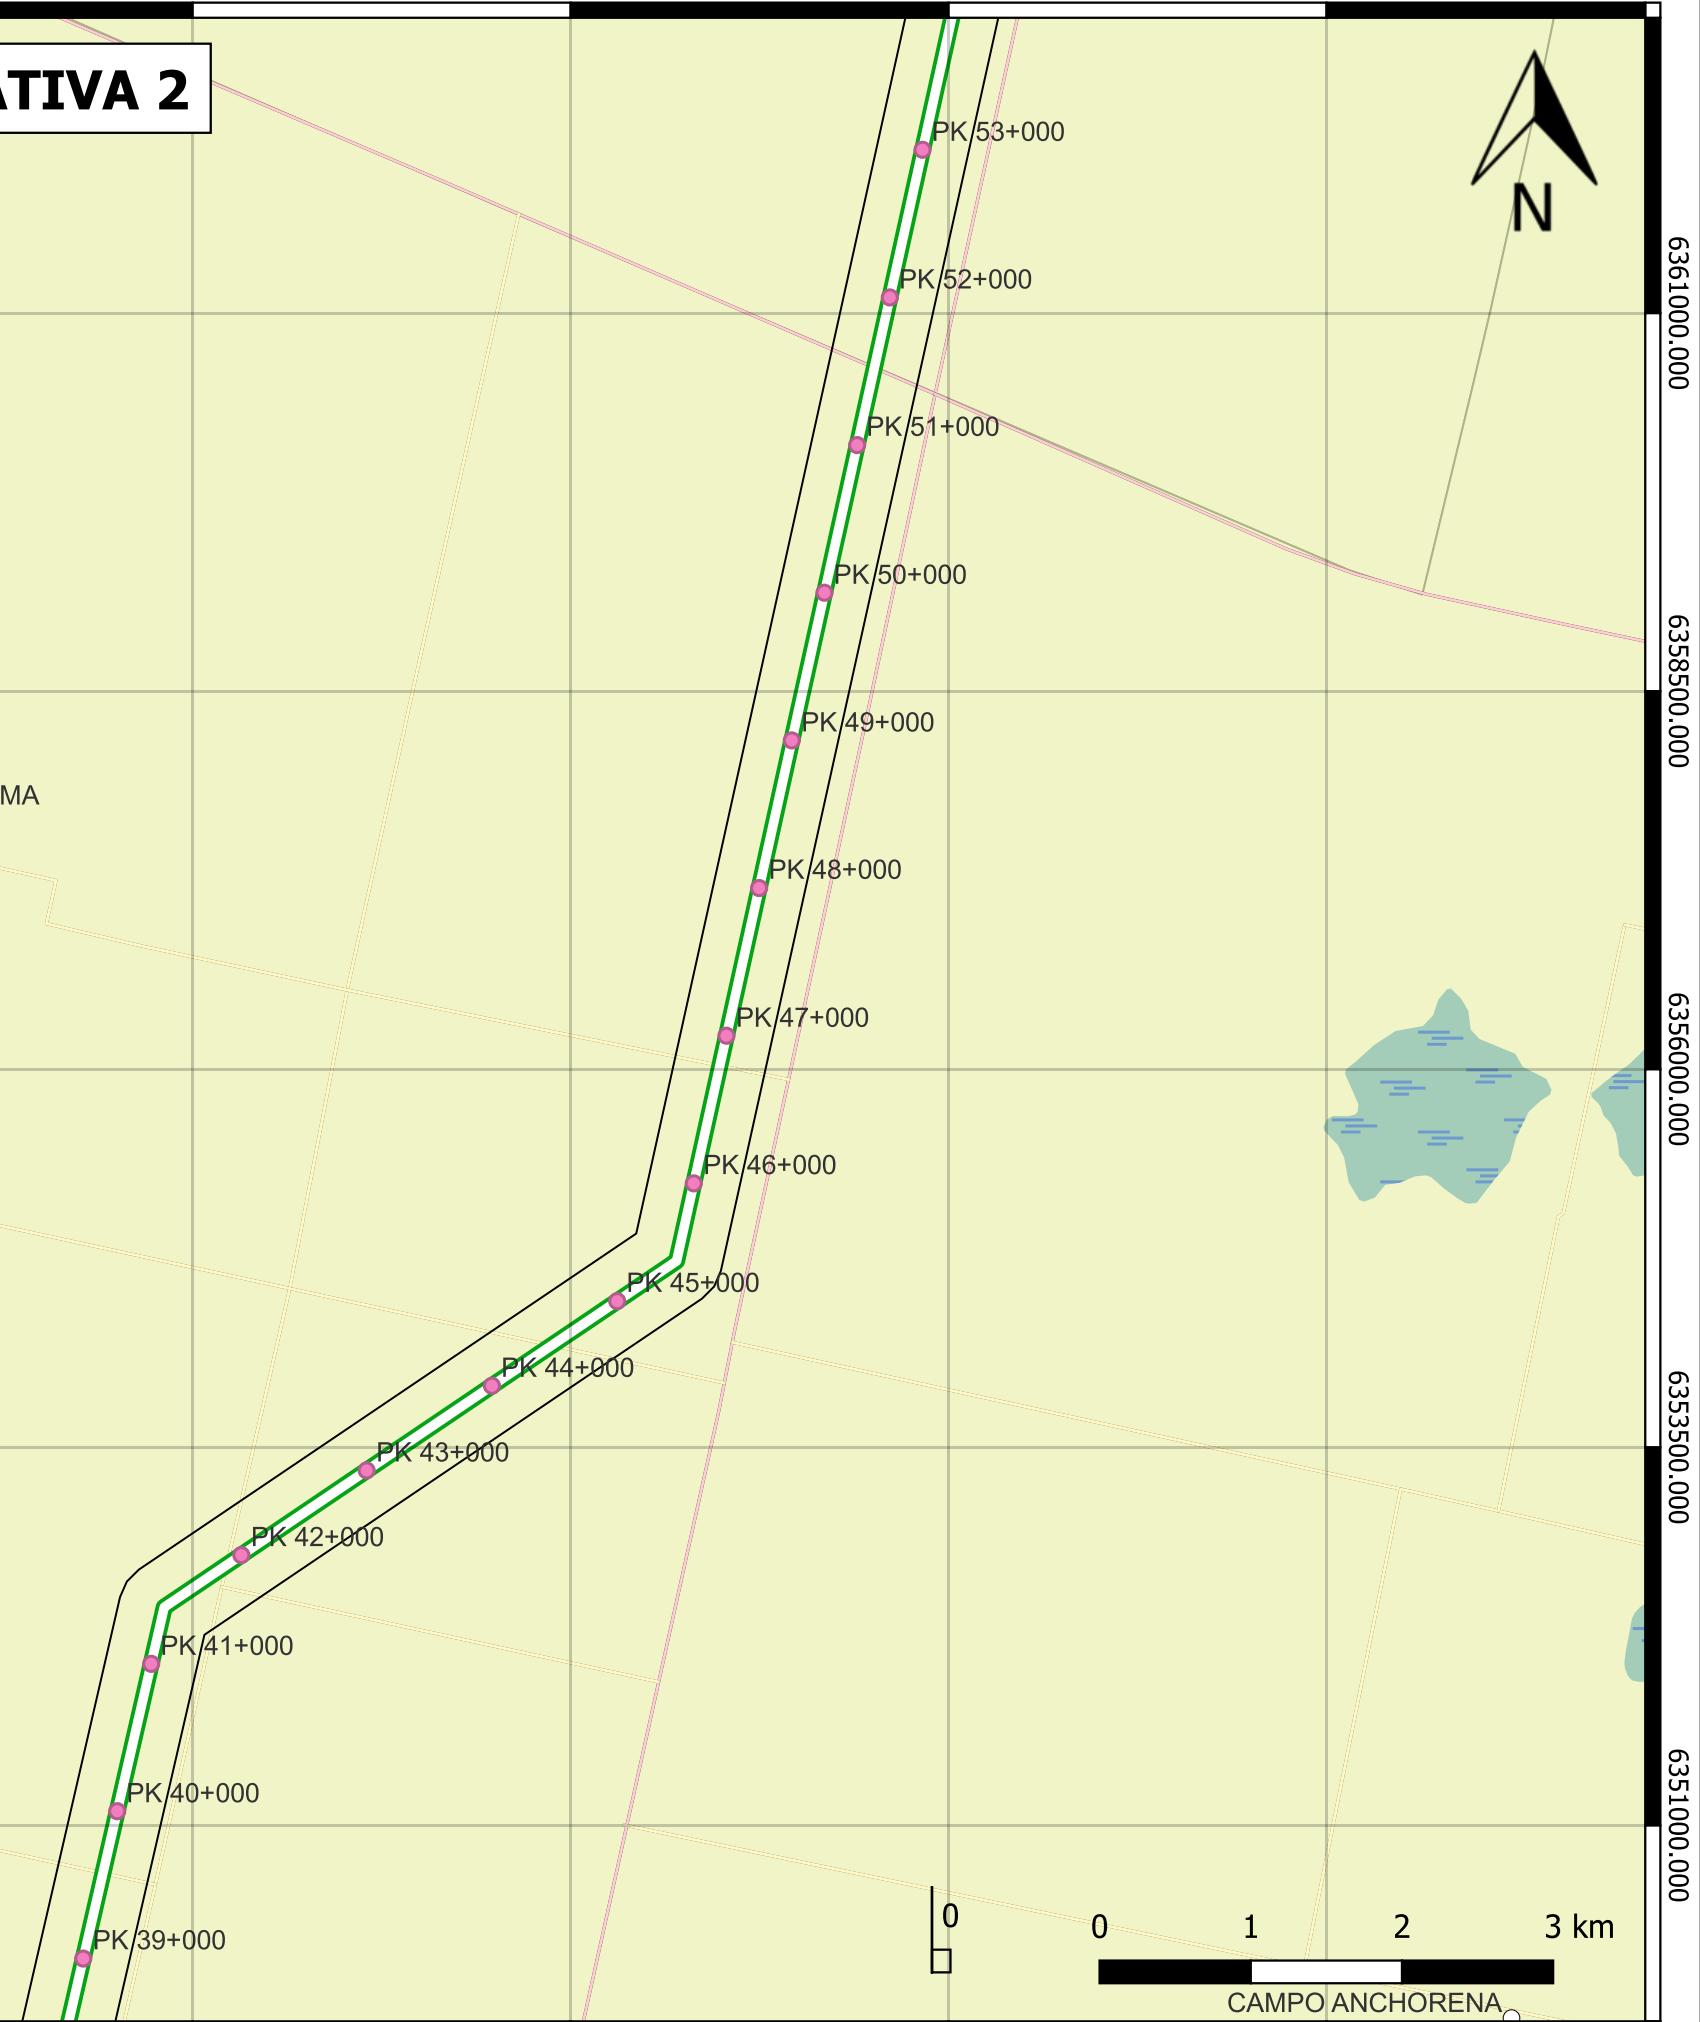 ATIVA 2
PK 53+000
N
PK 52+000
6361000.000
PK 51+000
PK 50+000
6358500.000
PK 49+000
MA
PK 48+000
PK 47+000
6356000.000
PK 46+000
PK 45+000
PK 44+000
6353500.000
PK 43+000
PK 42+000
PK 41+000
PK 40+000
6351000.000
0
0 1 2 3 km
PK 39+000
CAMPO ANCHORENA